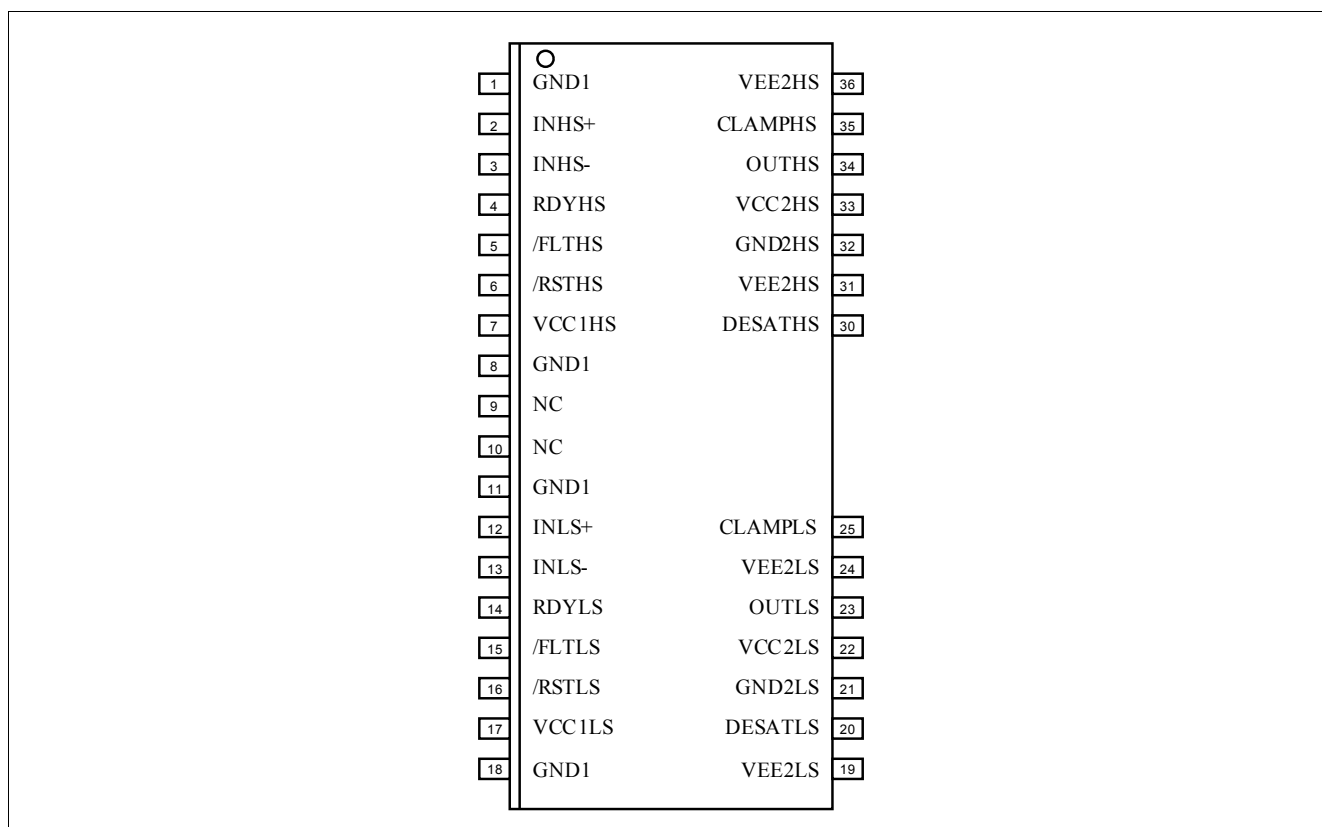 1 GND1 VEE2HS 36
2 INHS+ CLAMPHS 35
3 INHS- OUTHS 34
4 RDYHS VCC2HS 33
5 /FLTHS GND2HS 32
6 /RSTHS VEE2HS 31
7 VCC1HS DESATHS 30
8 GND1
9 NC
10 NC
11 GND1
12 INLS+ CLAMPLS 25
13 INLS- VEE2LS 24
14 RDYLS OUTLS 23
15 /FLTLS VCC2LS 22
16 /RSTLS GND2LS 21
17 VCC1LS DESATLS 20
18 GND1 VEE2LS 19